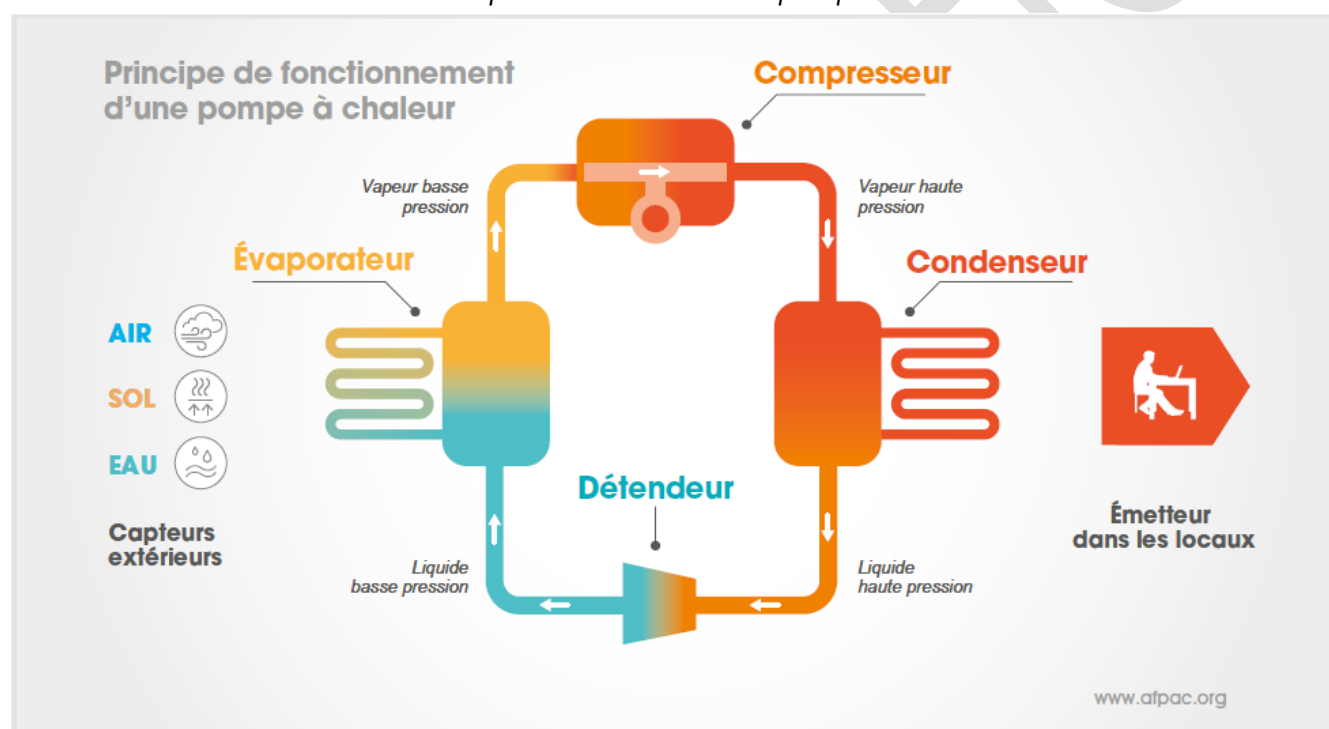 Principe de fonctionnement
d'une pompe à chaleur
Compresseur
Vapeur basse
pression
Vapeur haute
pression
Évaporateur
Condenseur
AIR
SOL
EAU
Capteurs
extérieurs
Détendeur
Liquide
basse pression
Liquide
haute pression
Émetteur
dans les locaux
www.afpac.org